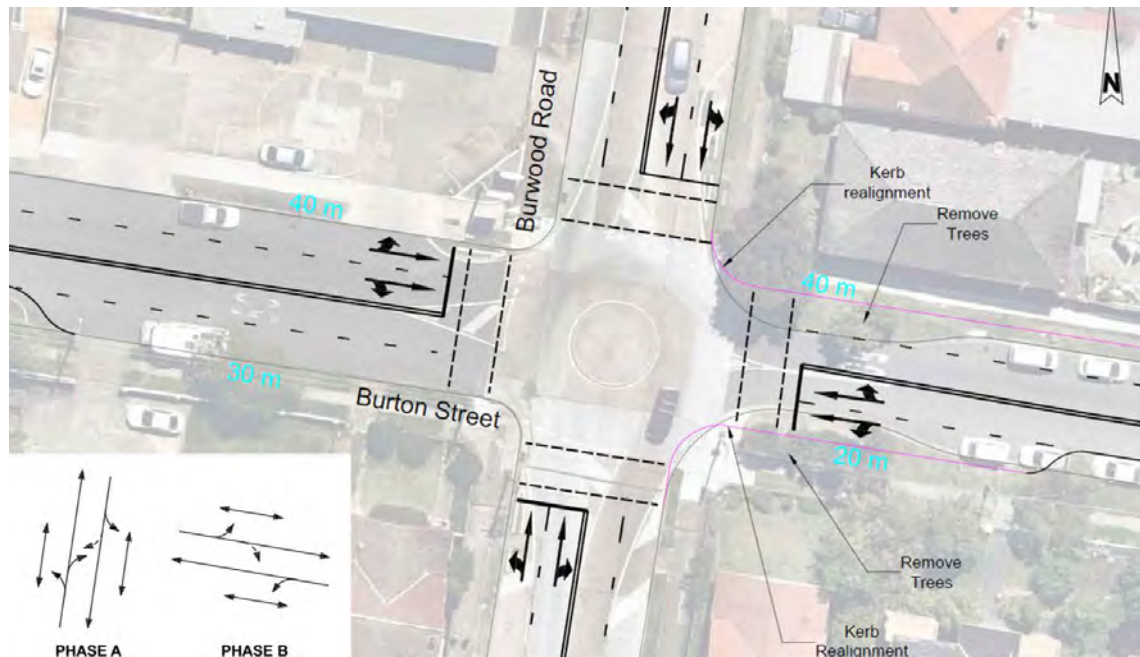 N
Burwood Road
Kerb
realignment
Remove
Trees
40 m
40 m
30 m
Burton Street
20 m
Remove
Trees
Kerb
Realignment
PHASE A
PHASE B